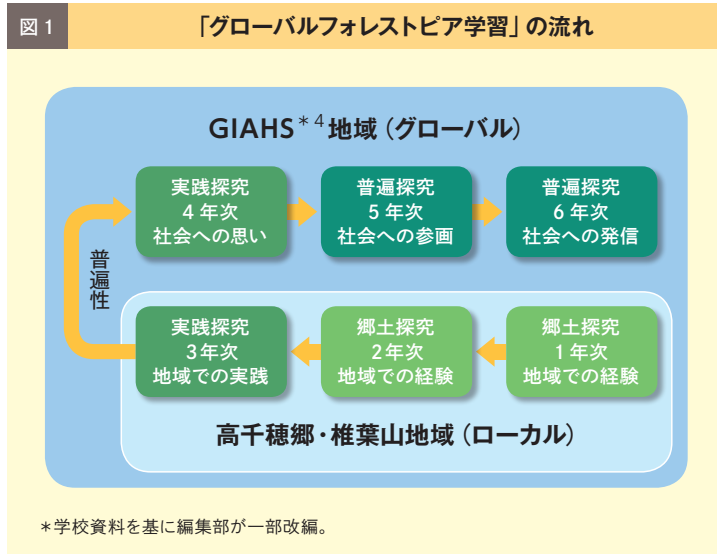 図1
「グローバルフォレストピア学習」の流れ
GIAHS*4地域(グローバル)
実践探究
4年次
社会への思い
普遍探究
5年次
社会への参画
普遍探究
6年次
社会への発信
普遍性
実践探究
3年次
地域での実践
郷土探究
2年次
地域での経験
郷土探究
1年次
地域での経験
高千穂郷・椎葉山地域(ローカル)
*学校資料を基に編集部が一部改編。